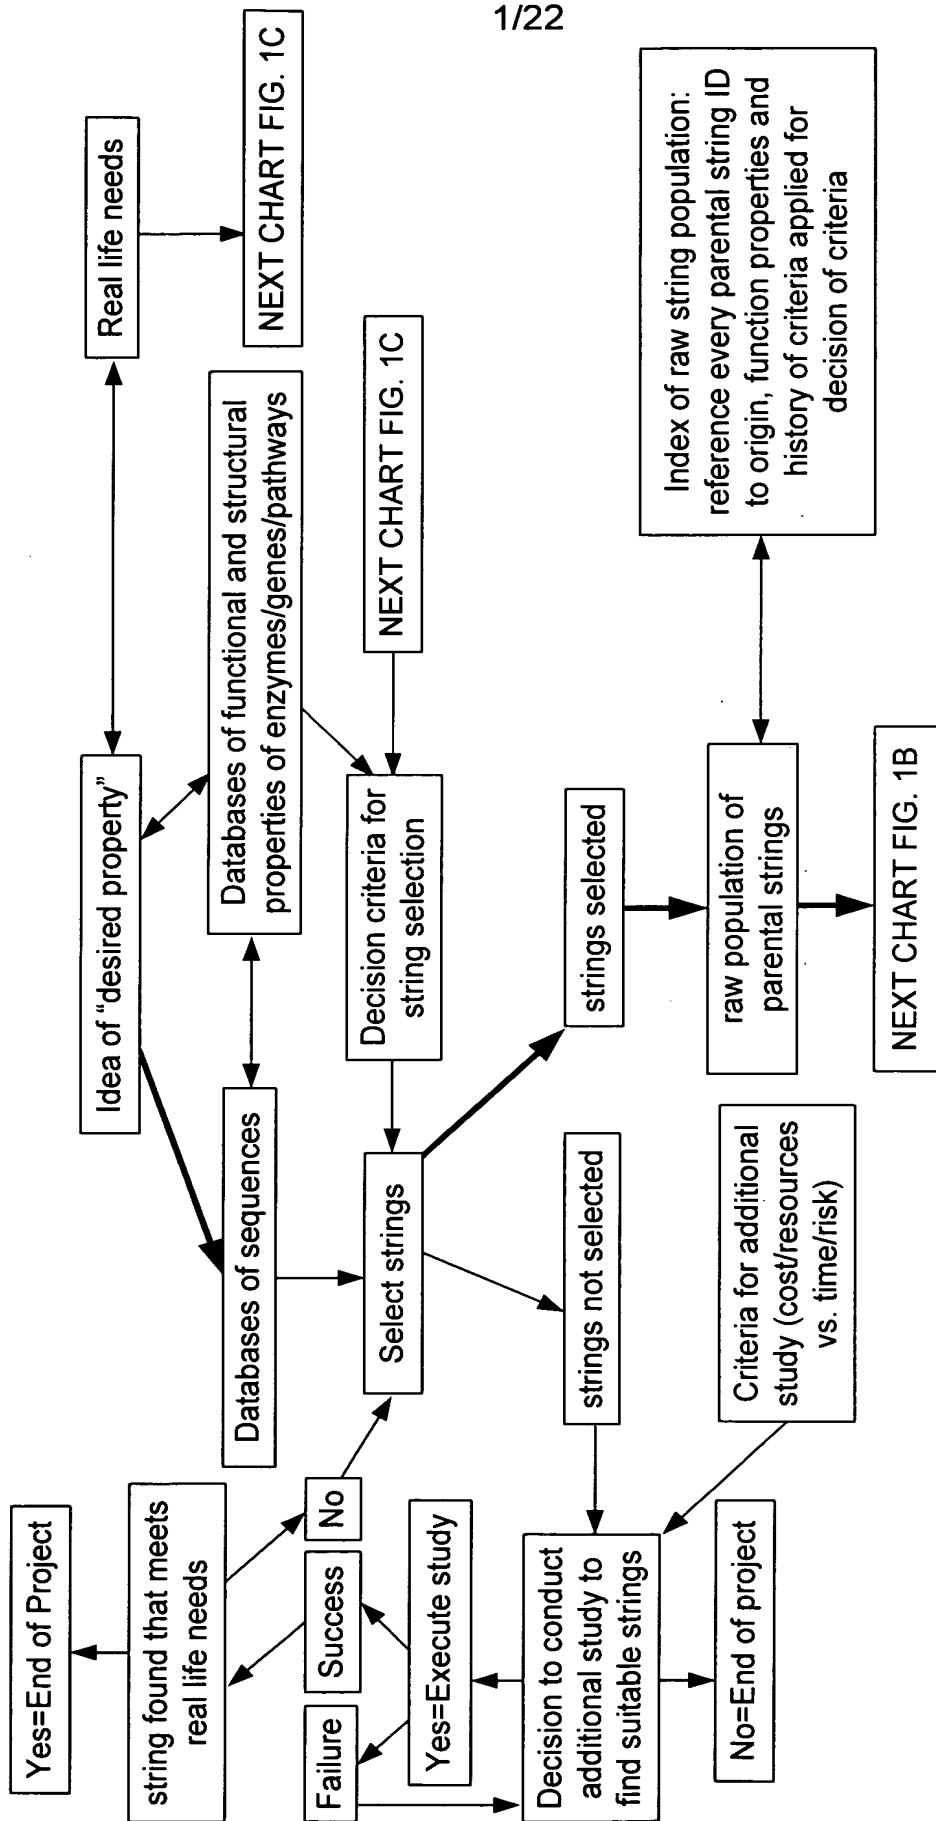 1/22
Yes=End of Project
string found that meets
real life needs
No
Success
Failure
Yes=Execute study
Decision to conduct
additional study to
find suitable strings
No=End of project
Idea of “desired property”
Real life needs
NEXT CHART FIG. 1C
Databases of sequences
Databases of functional and structural
properties of enzymes/genes/pathways
Select strings
Decision criteria for
string selection
NEXT CHART FIG. 1C
strings not selected
strings selected
Criteria for additional
study (cost/resources
vs. time/risk)
raw population of
parental strings
Index of raw string population:
reference every parental string ID
to origin, function properties and
history of criteria applied for
decision of criteria
NEXT CHART FIG. 1B